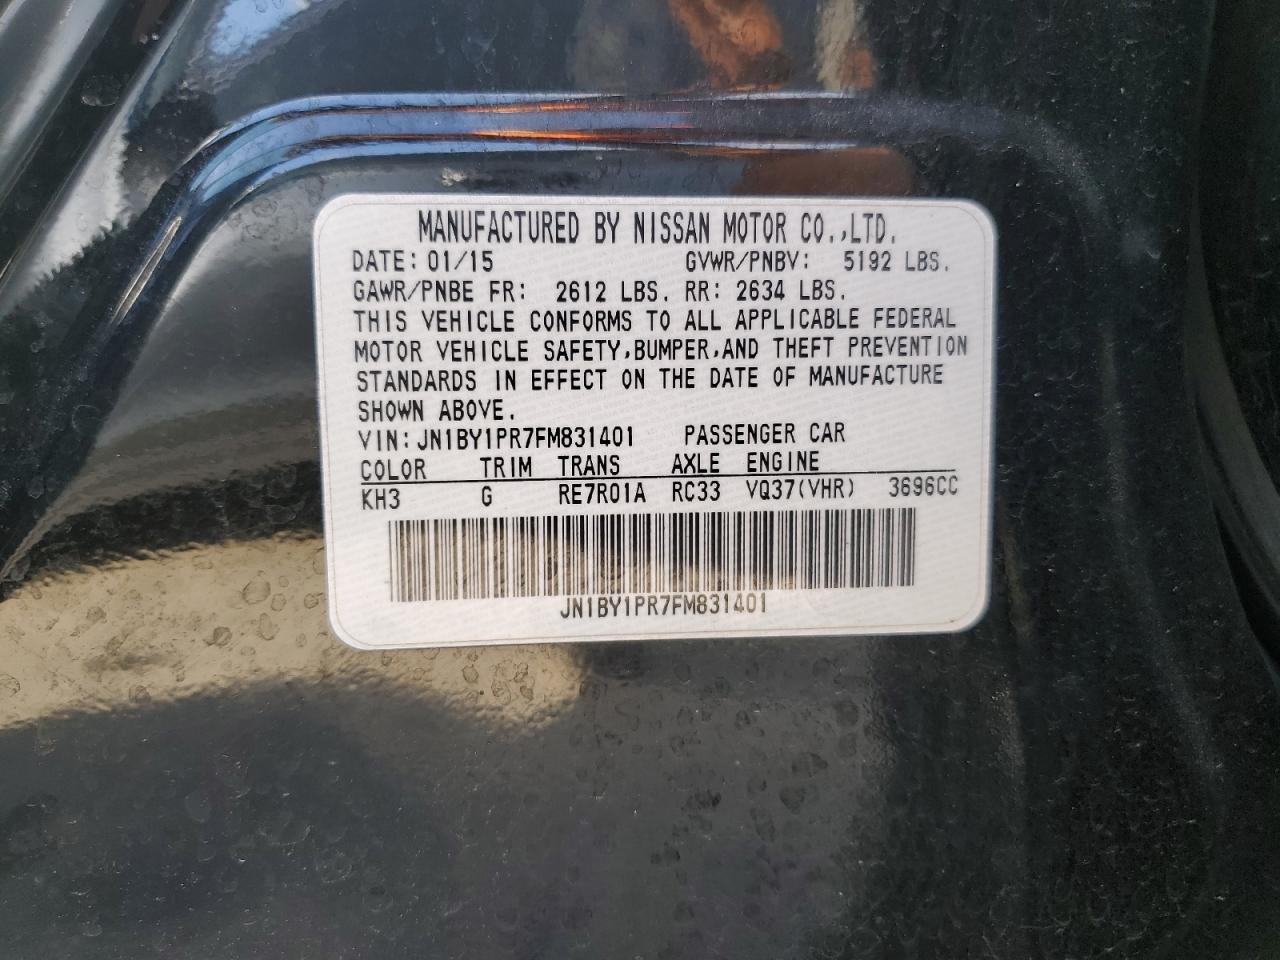 MANUFACTURED BY NISSAN MOTOR CO.,LTD.
DATE: 01/15 GVWR/PNBV: 5192 LBS.
GAWR/PNBE FR: 2612 LBS. RR: 2634 LBS.
THIS VEHICLE CONFORMS TO ALL APPLICABLE FEDERAL
MOTOR VEHICLE SAFETY,BUMPER,AND THEFT PREVENTION
STANDARDS IN EFFECT ON THE DATE OF MANUFACTURE
SHOWN ABOVE.
VIN: JN1BY1PR7FM831401 PASSENGER CAR
COLOR TRIM TRANS AXLE ENGINE
KH3 G RE7R01A RC33 VQ37(VHR) 3696CC
JN1BY1PR7FM831401